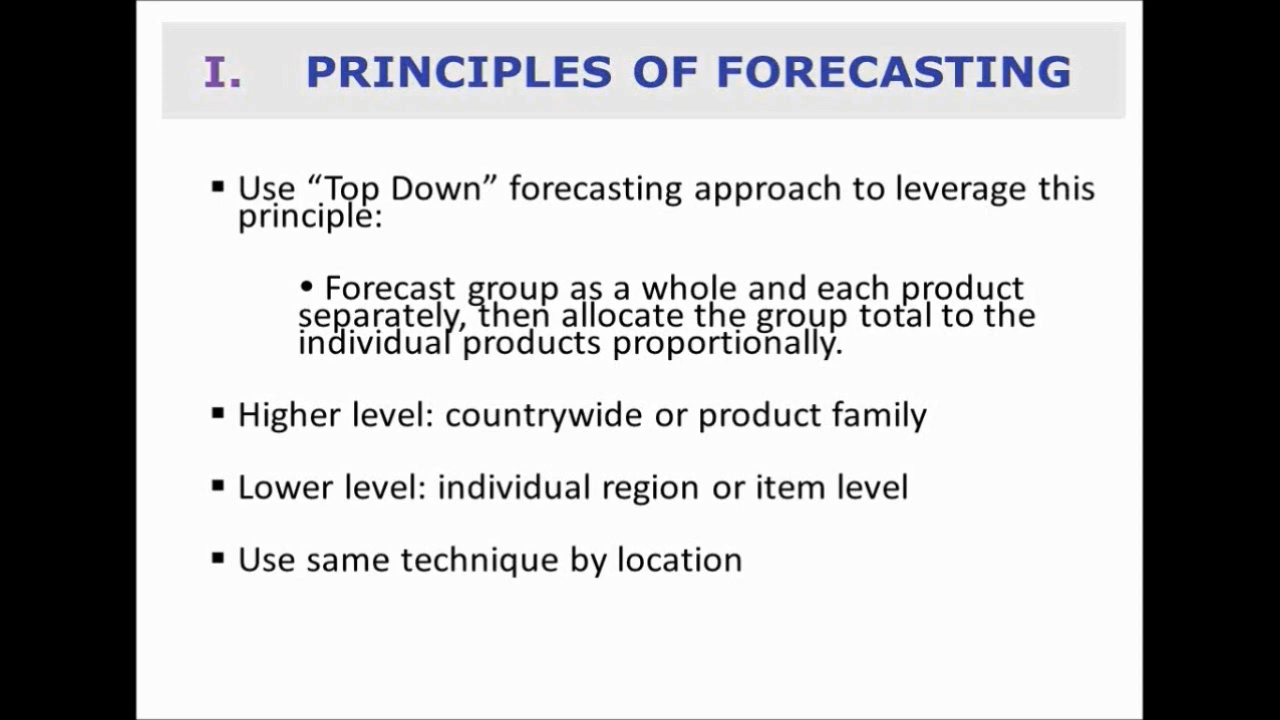 I. PRINCIPLES OF FORECASTING
▪ Use “Top Down” forecasting approach to leverage this
principle:
• Forecast group as a whole and each product
separately, then allocate the group total to the
individual products proportionally.
▪ Higher level: countrywide or product family
▪ Lower level: individual region or item level
▪ Use same technique by location